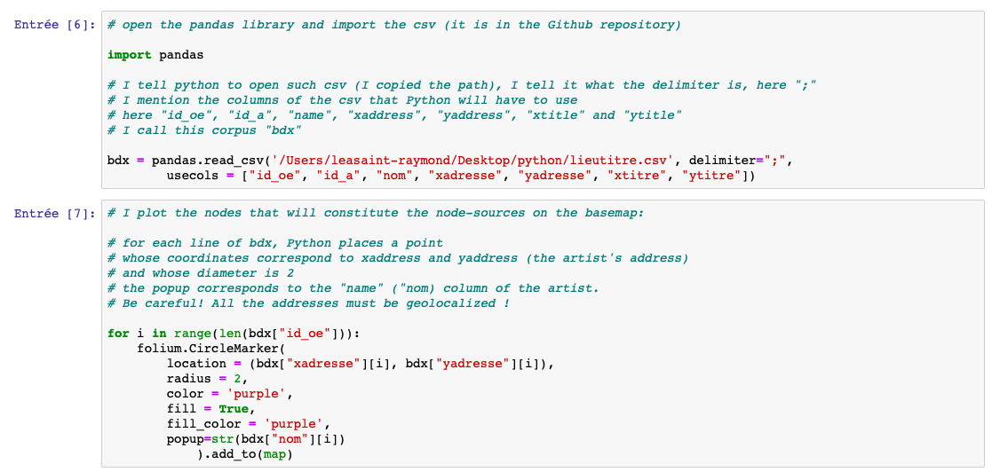 Entrée [6]: # open the pandas library and import the csv (it is in the Github repository)
import pandas
# I tell python to open such csv (I copied the path), I tell it what the delimiter is, here ";"
# I mention the columns of the csv that Python will have to use
# here "id_oe", "id_a", "name", "xaddress", "yaddress", "xtitle" and "ytitle"
# I call this corpus "bdx"
bdx = pandas.read_csv('/Users/leasaint-raymond/Desktop/python/lieutitre.csv', delimiter=";",
        usecols = ["id_oe", "id_a", "nom", "xadresse", "yadresse", "xtitre", "ytitre"])
Entrée [7]: # I plot the nodes that will constitute the node-sources on the basemap:
# for each line of bdx, Python places a point
# whose coordinates correspond to xaddress and yaddress (the artist's address)
# and whose diameter is 2
# the popup corresponds to the "name" ("nom) column of the artist.
# Be careful! All the addresses must be geolocalized !
for i in range(len(bdx["id_oe"])):
    folium.CircleMarker(
        location = (bdx["xadresse"][i], bdx["yadresse"][i]),
        radius = 2,
        color = 'purple',
        fill = True,
        fill_color = 'purple',
        popup=str(bdx["nom"][i])
            ).add_to(map)